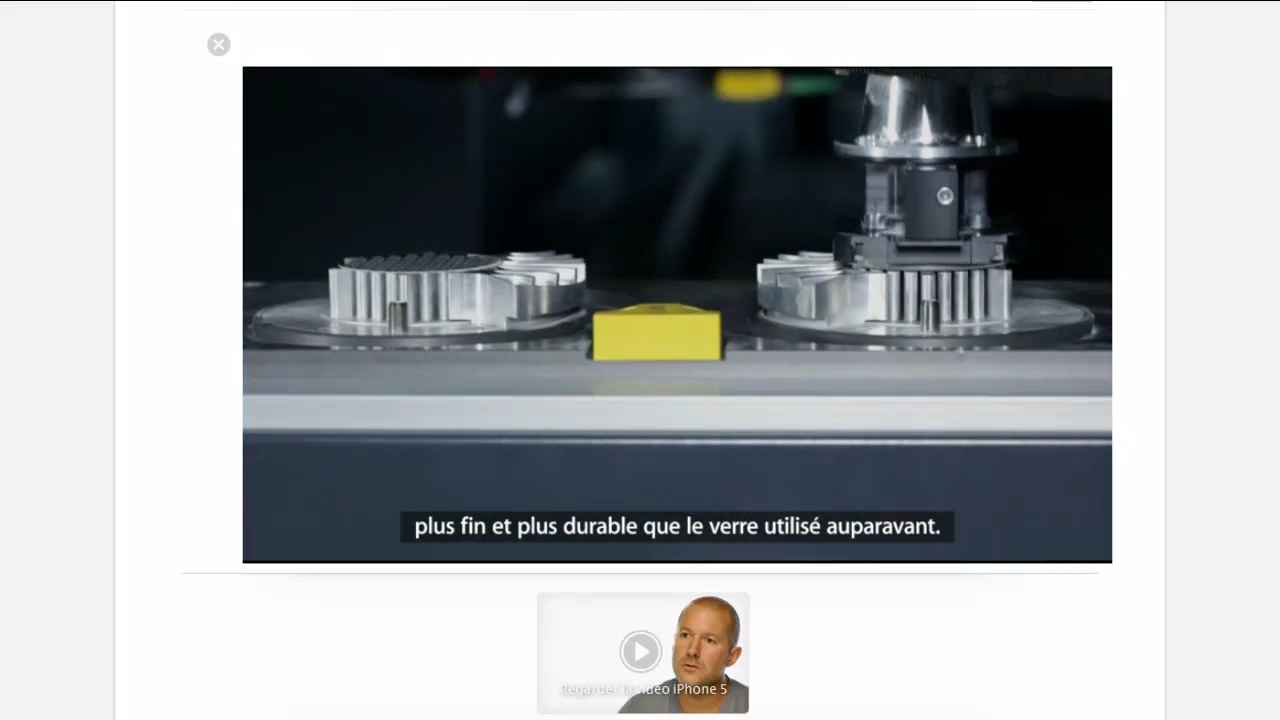 plus fin et plus durable que le verre utilisé auparavant.
Regarder la vidéo iPhone 5